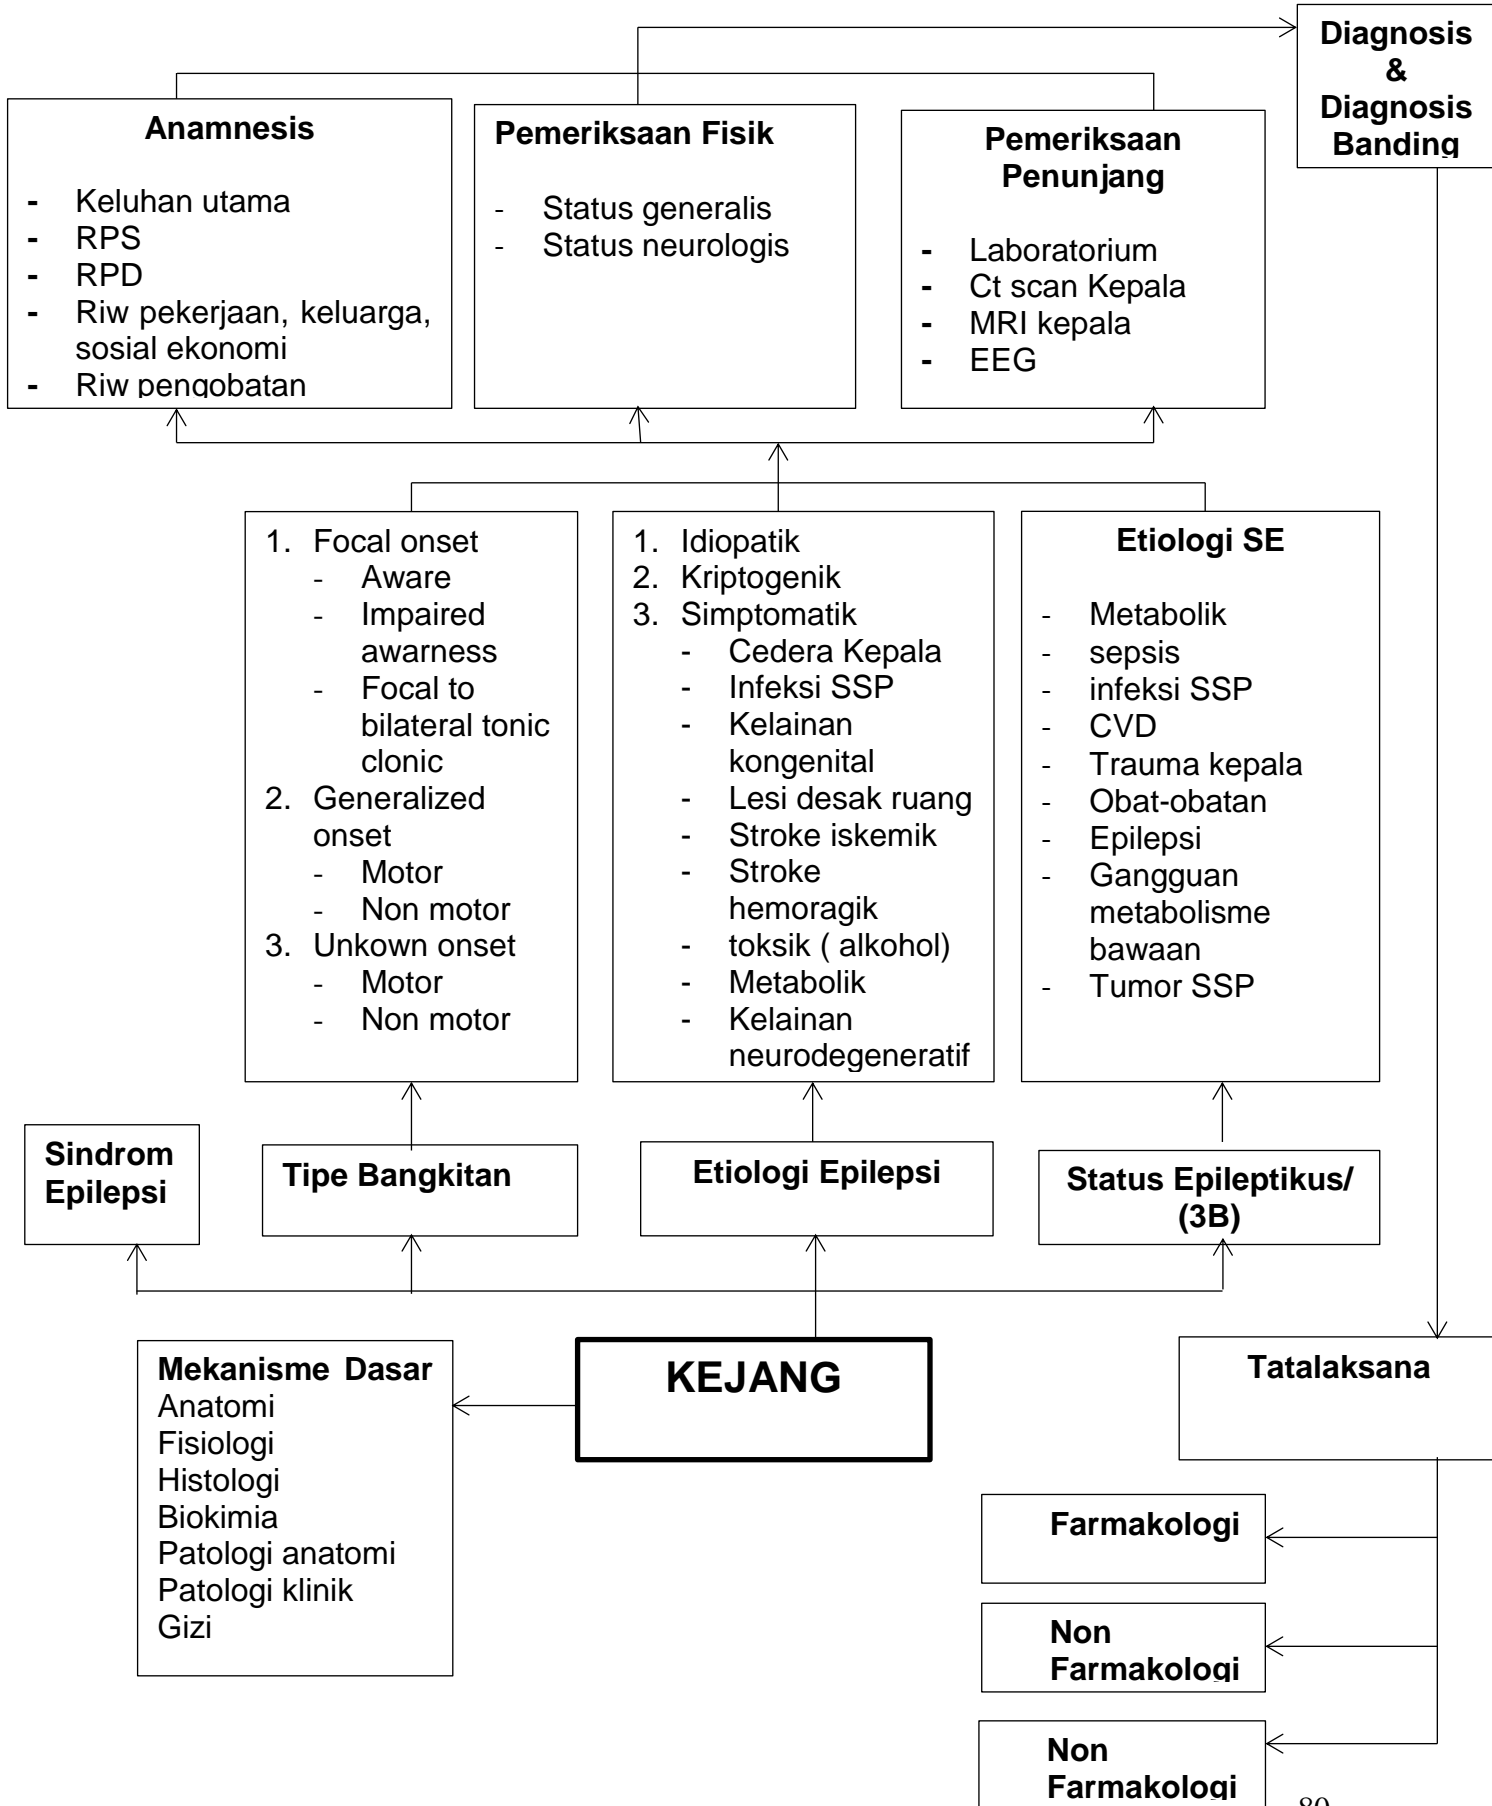 Diagnosis
&
Diagnosis
Banding
Anamnesis
- Keluhan utama
- RPS
- RPD
- Riw pekerjaan, keluarga,
sosial ekonomi
- Riw pengobatan
Pemeriksaan Fisik
- Status generalis
- Status neurologis
Pemeriksaan
Penunjang
- Laboratorium
- Ct scan Kepala
- MRI kepala
- EEG
1. Focal onset
- Aware
- Impaired
awarness
- Focal to
bilateral tonic
clonic
2. Generalized
onset
- Motor
- Non motor
3. Unkown onset
- Motor
- Non motor
1. Idiopatik
2. Kriptogenik
3. Simptomatik
- Cedera Kepala
- Infeksi SSP
- Kelainan
kongenital
- Lesi desak ruang
- Stroke iskemik
- Stroke
hemoragik
- toksik ( alkohol)
- Metabolik
- Kelainan
neurodegeneratif
Etiologi SE
- Metabolik
- sepsis
- infeksi SSP
- CVD
- Trauma kepala
- Obat-obatan
- Epilepsi
- Gangguan
metabolisme
bawaan
- Tumor SSP
Sindrom
Epilepsi
Tipe Bangkitan
Etiologi Epilepsi
Status Epileptikus/
(3B)
Mekanisme Dasar
Anatomi
Fisiologi
Histologi
Biokimia
Patologi anatomi
Patologi klinik
Gizi
KEJANG
Tatalaksana
Farmakologi
Non
Farmakologi
Non
Farmakologi